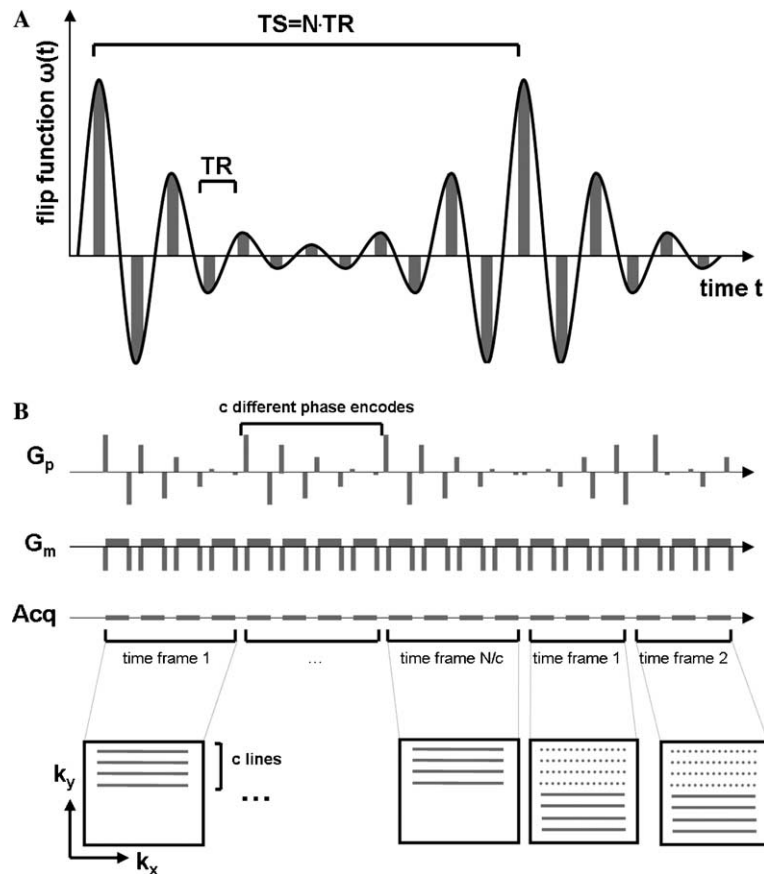 A
TS=N·TR
flip function ω(t)
TR
time t
B
c different phase encodes
Gp
Gm
Acq
time frame 1
...
time frame N/c
time frame 1
time frame 2
c lines
ky
...
kx